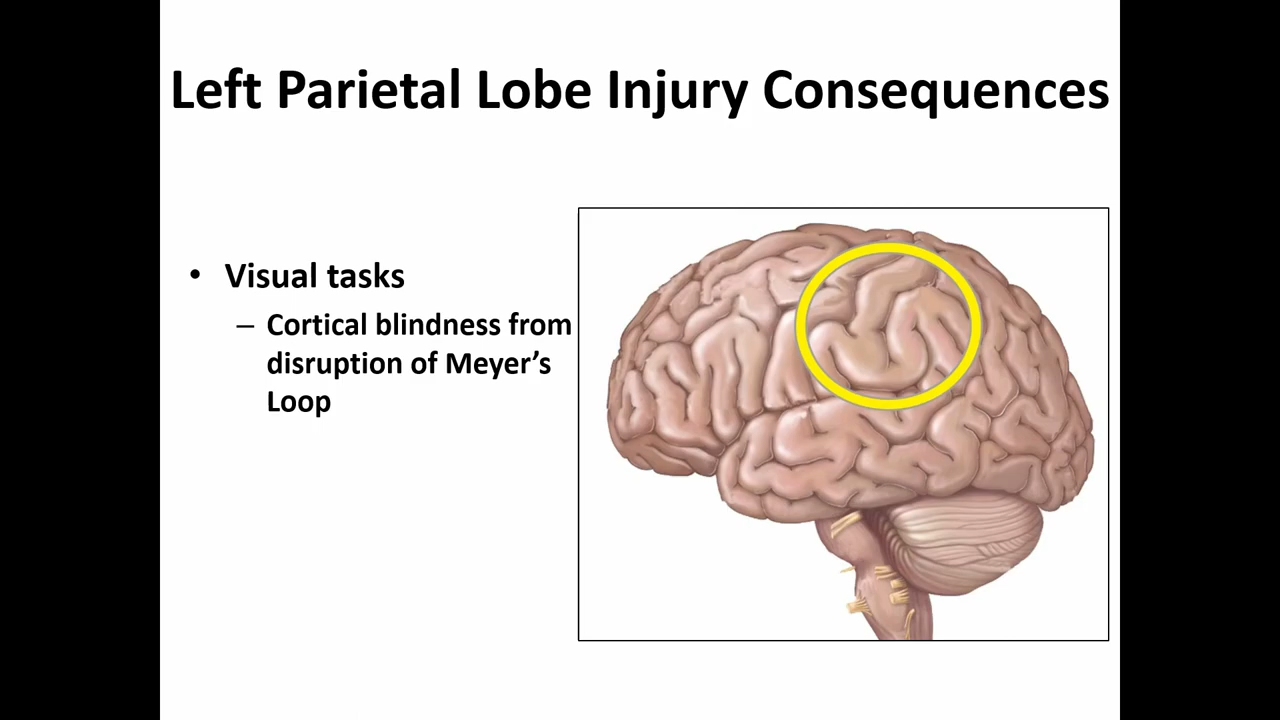 Left Parietal Lobe Injury Consequences
• Visual tasks
– Cortical blindness from
disruption of Meyer’s
Loop